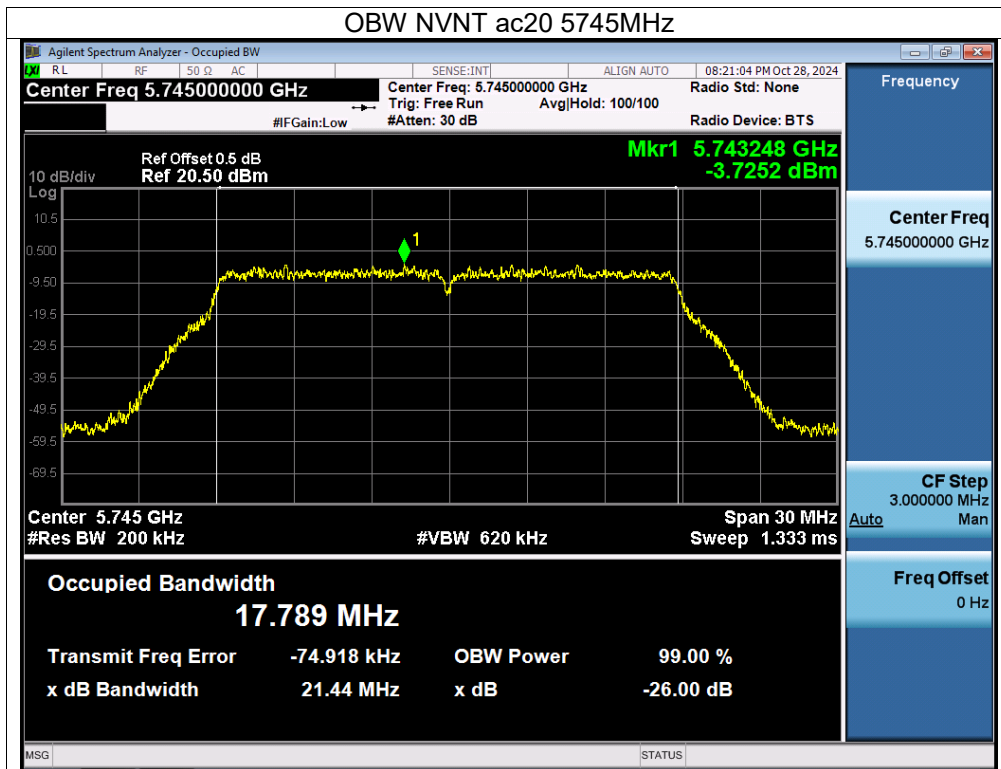 OBW NVNT ac20 5745MHz
Agilent Spectrum Analyzer - Occupied BW
LXI RL RF 50 Ω AC SENSE:INT ALIGN AUTO 08:21:04 PM Oct 28, 2024
Center Freq 5.745000000 GHz
Center Freq: 5.745000000 GHz Radio Std: None
Trig: Free Run Avg|Hold: 100/100
#IFGain:Low #Atten: 30 dB Radio Device: BTS
Mkr1 5.743248 GHz
-3.7252 dBm
Ref Offset 0.5 dB
10 dB/div Ref 20.50 dBm
Log
10.5
1
0.500
-9.50
-19.5
-29.5
-39.5
-49.5
-59.5
-69.5
Center 5.745 GHz Span 30 MHz
#Res BW 200 kHz #VBW 620 kHz Sweep 1.333 ms
Occupied Bandwidth
17.789 MHz
Transmit Freq Error -74.918 kHz OBW Power 99.00 %
x dB Bandwidth 21.44 MHz x dB -26.00 dB
MSG STATUS
Frequency
Center Freq
5.745000000 GHz
CF Step
3.000000 MHz
Auto Man
Freq Offset
0 Hz